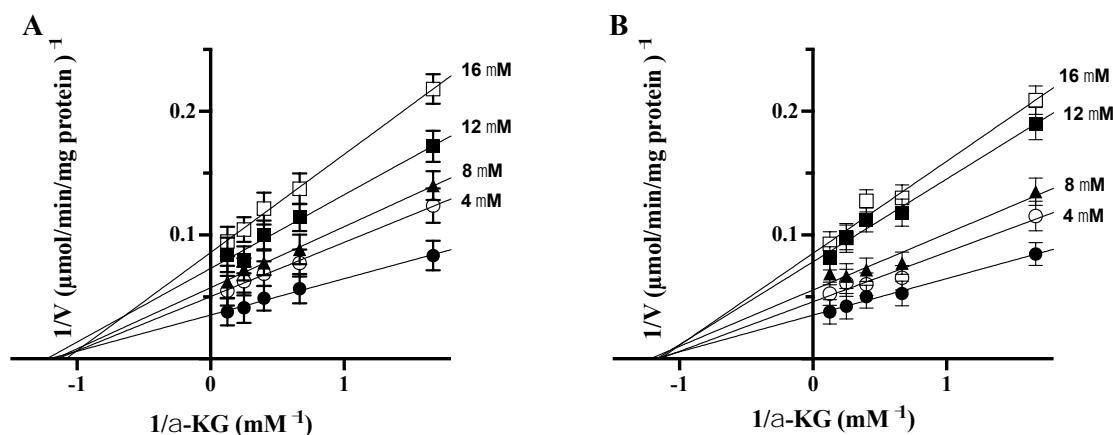 A
1/V (µmol/min/mg protein) ⁻¹
0.2
0.1
16 mM
12 mM
8 mM
4 mM
-1
0
1
1/a-KG (mM ⁻¹)
B
1/V (µmol/min/mg protein) ⁻¹
0.2
0.1
16 mM
12 mM
8 mM
4 mM
-1
0
1
1/a-KG (mM ⁻¹)